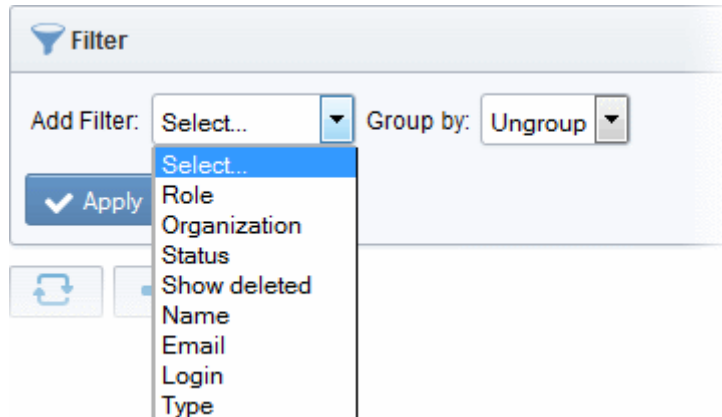 Filter
Add Filter: Select... Group by: Ungroup
Select...
Apply Role
Organization
Status
Show deleted
Name
Email
Login
Type